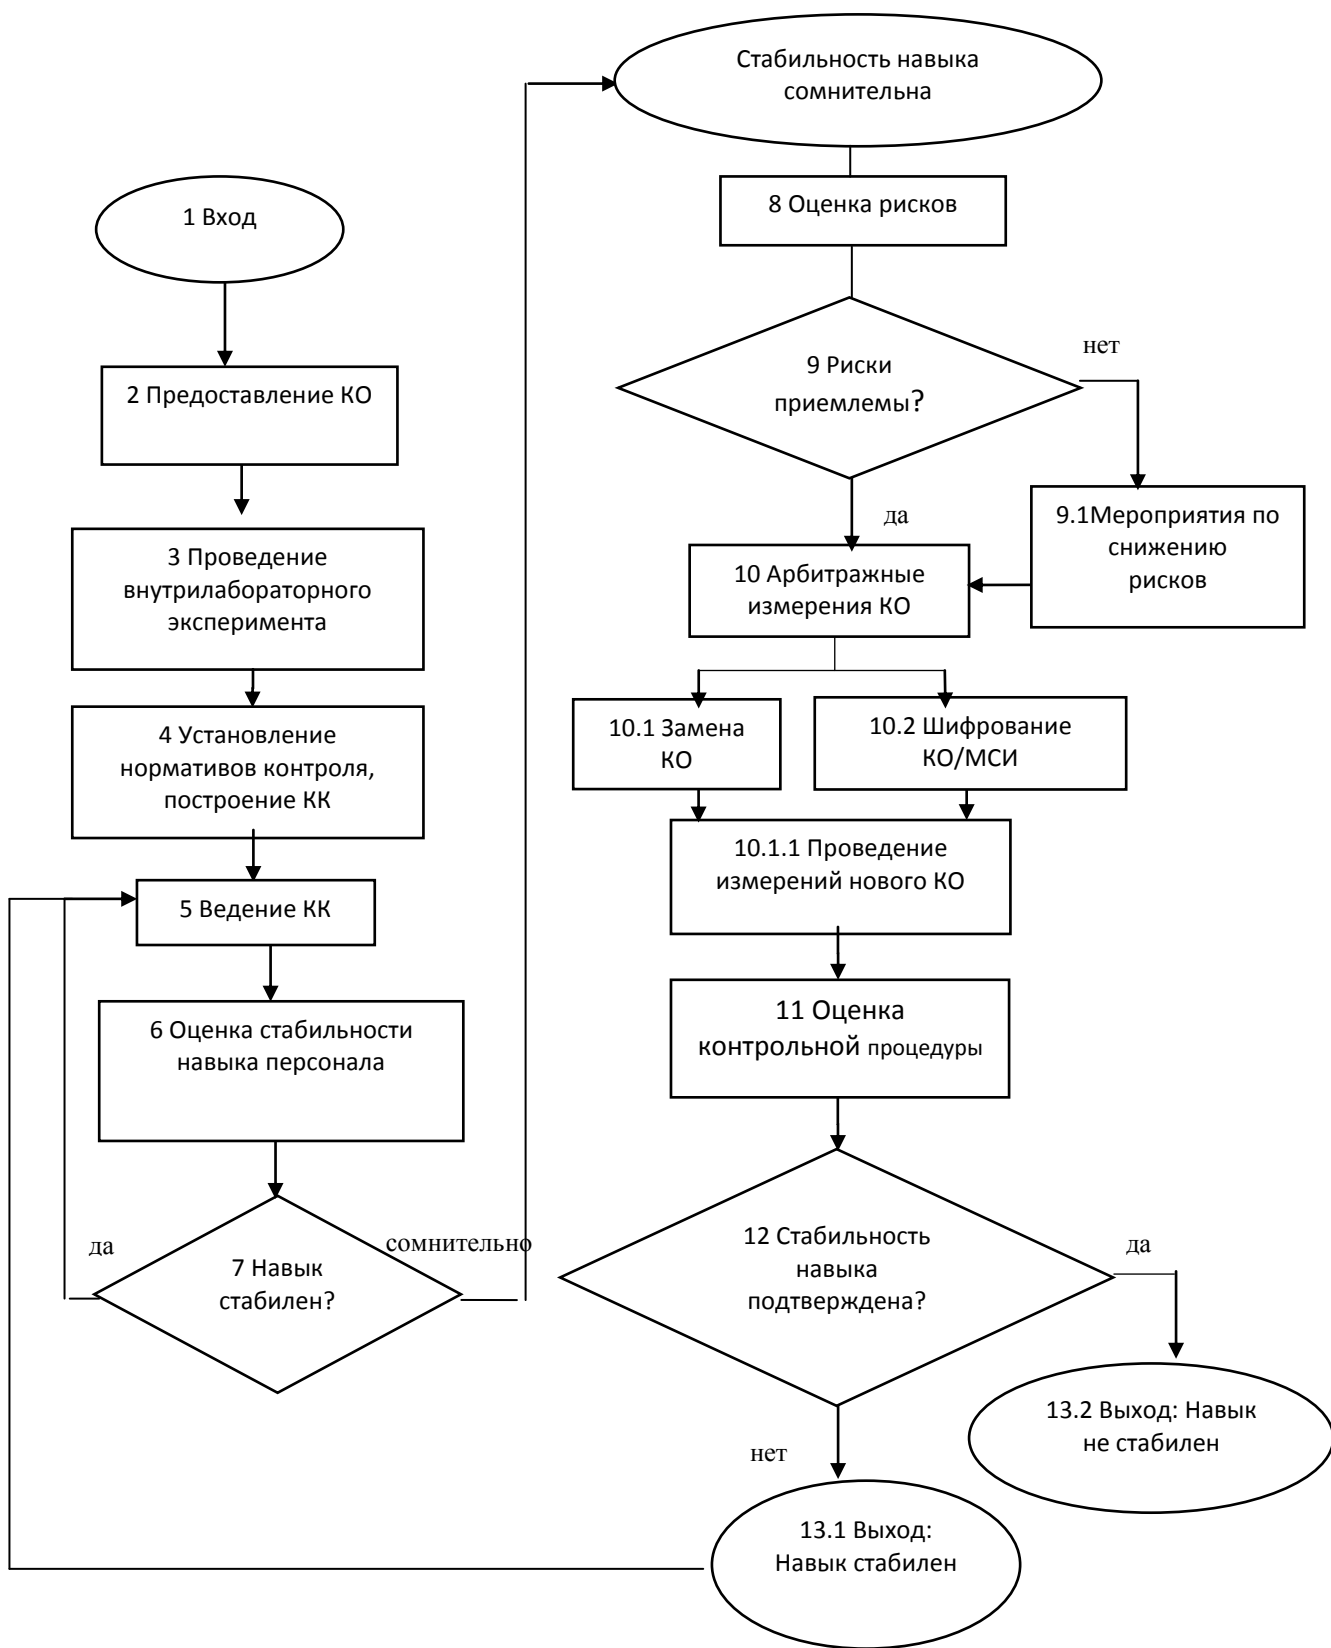 1 Вход
2 Предоставление КО
3 Проведение
внутрилабораторного
эксперимента
4 Установление
нормативов контроля,
построение КК
5 Ведение КК
6 Оценка стабильности
навыка персонала
7 Навык
стабилен?
да
сомнительно
Стабильность навыка
сомнительна
8 Оценка рисков
9 Риски
приемлемы?
нет
да
9.1Мероприятия по
снижению
рисков
10 Арбитражные
измерения КО
10.1 Замена
КО
10.2 Шифрование
КО/МСИ
10.1.1 Проведение
измерений нового КО
11 Оценка
контрольной процедуры
12 Стабильность
навыка
подтверждена?
да
нет
13.2 Выход: Навык
не стабилен
13.1 Выход:
Навык стабилен